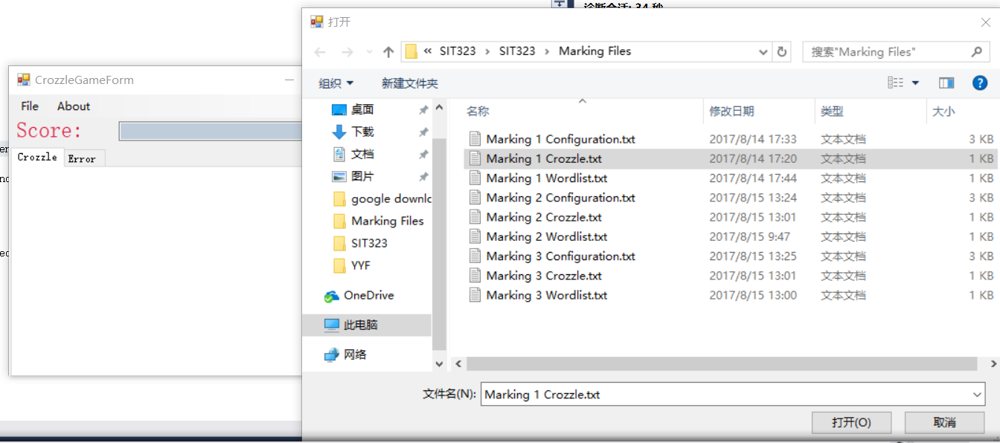 诊断会话: 34 秒
打开
« SIT323 › SIT323 › Marking Files
搜索"Marking Files"
CrozzleGameForm
组织 新建文件夹
File About
Score:
Crozzle Error
桌面
下载
文档
图片
google downlc
Marking Files
SIT323
YYF
OneDrive
此电脑
网络
名称 修改日期 类型 大小
Marking 1 Configuration.txt 2017/8/14 17:33 文本文档 3 KB
Marking 1 Crozzle.txt 2017/8/14 17:20 文本文档 1 KB
Marking 1 Wordlist.txt 2017/8/14 17:44 文本文档 1 KB
Marking 2 Configuration.txt 2017/8/15 13:24 文本文档 3 KB
Marking 2 Crozzle.txt 2017/8/15 13:01 文本文档 1 KB
Marking 2 Wordlist.txt 2017/8/15 9:47 文本文档 1 KB
Marking 3 Configuration.txt 2017/8/15 13:25 文本文档 3 KB
Marking 3 Crozzle.txt 2017/8/15 13:01 文本文档 1 KB
Marking 3 Wordlist.txt 2017/8/15 13:00 文本文档 1 KB
文件名(N): Marking 1 Crozzle.txt
打开(O) 取消